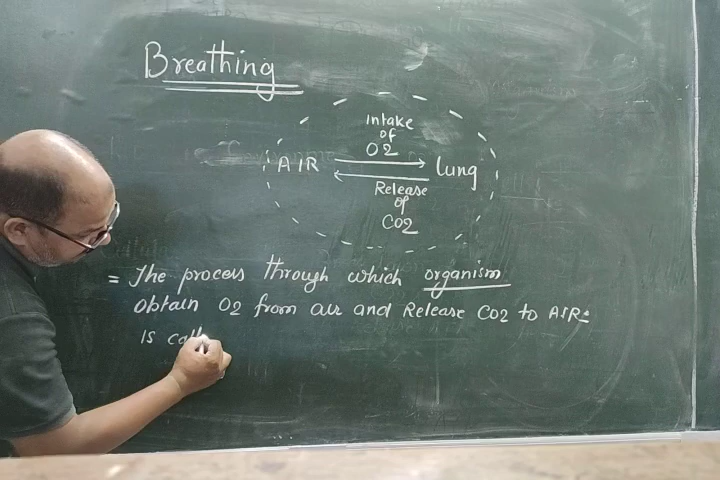 Breathing
Intake
of
O2
AIR
Lung
Release
of
CO2
= The process through which organism
obtain O2 from air and Release CO2 to AIR
is call